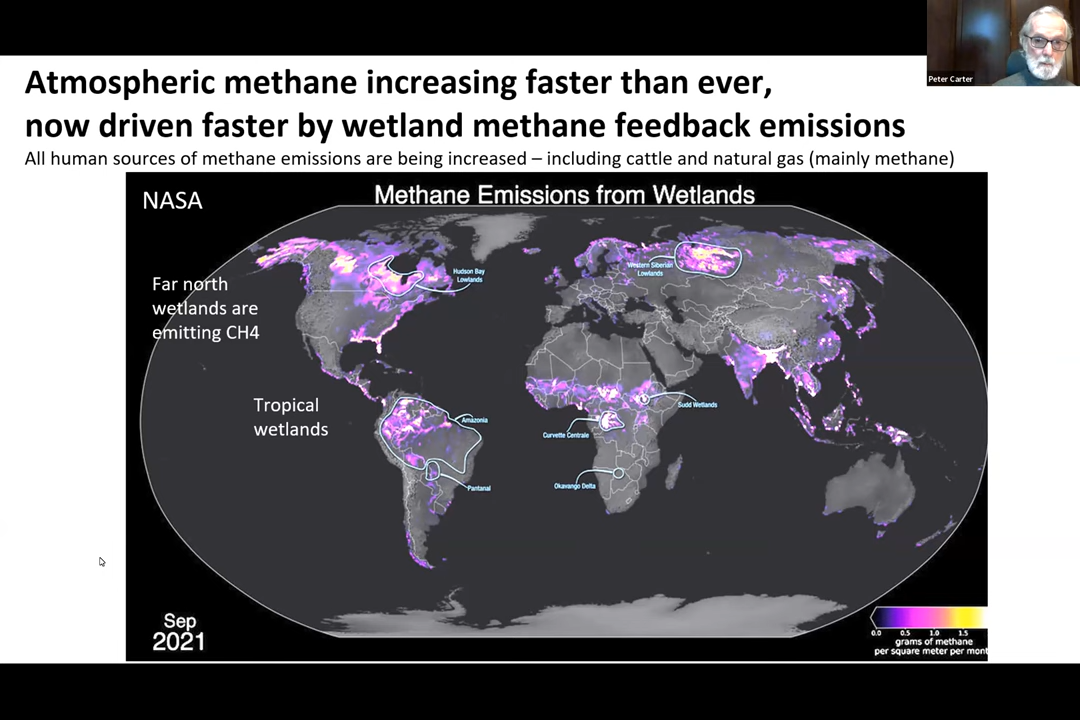 Peter Carter
Atmospheric methane increasing faster than ever,
now driven faster by wetland methane feedback emissions
All human sources of methane emissions are being increased – including cattle and natural gas (mainly methane)
NASA
Methane Emissions from Wetlands
Far north
wetlands are
emitting CH4
Hudson Bay
Lowlands
Western Siberian
Lowlands
Tropical
wetlands
Amazonia
Pantanal
Sudd Wetlands
Cuvette Centrale
Okavango Delta
Sep
2021
0.0 0.5 1.0 1.5
grams of methane
per square meter per mont